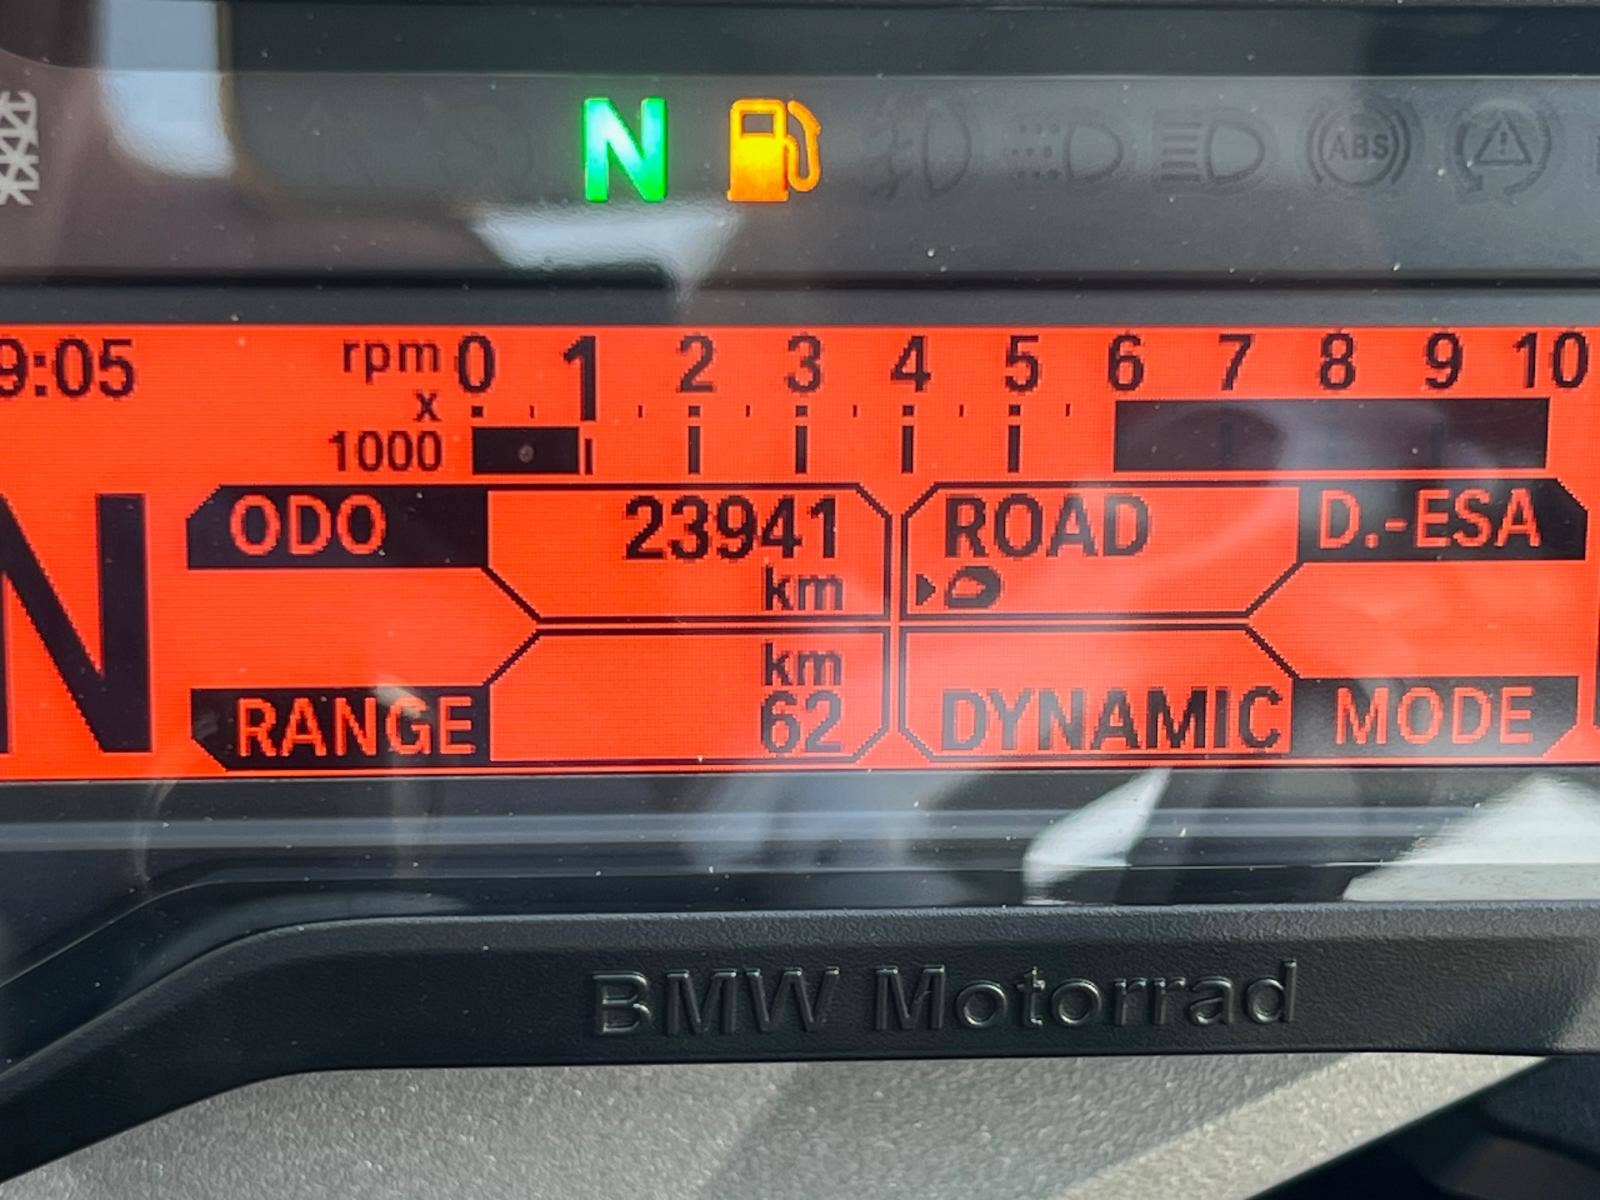 N
ABS
9:05
rpm 0 1 2 3 4 5 6 7 8 9 10
x
1000
N
ODO 23941 ROAD D.-ESA
km
km
RANGE 62 DYNAMIC MODE
BMW Motorrad